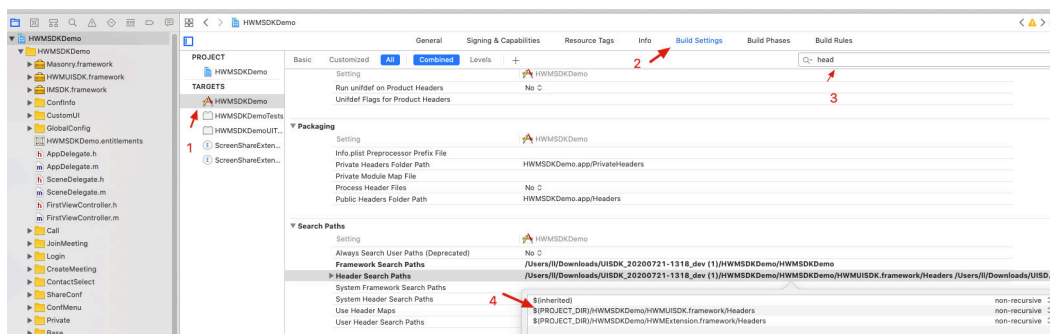 HWMSDKDemo
HWMSDKDemo
HWMSDKDemo
Masonry.framework
HWMUISDK.framework
IMSDK.framework
ConfInfo
CustomUI
GlobalConfig
HWMSDKDemo.entitlements
AppDelegate.h
AppDelegate.m
SceneDelegate.h
SceneDelegate.m
FirstViewController.h
FirstViewController.m
Call
JoinMeeting
Login
CreateMeeting
ContactSelect
ShareConf
ConfMenu
Private
Base
PROJECT
HWMSDKDemo
TARGETS
HWMSDKDemo
HWMSDKDemoTests
HWMSDKDemoUIT...
ScreenShareExten...
ScreenShareExten...
1
General Signing & Capabilities Resource Tags Info Build Settings Build Phases Build Rules
2
Basic Customized All Combined Levels + head
3
Setting HWMSDKDemo
Run unifdef on Product Headers No
Unifdef Flags for Product Headers
Packaging
Setting HWMSDKDemo
Info.plist Preprocessor Prefix File
Private Headers Folder Path HWMSDKDemo.app/PrivateHeaders
Private Module Map File
Process Header Files No
Public Headers Folder Path HWMSDKDemo.app/Headers
Search Paths
Setting HWMSDKDemo
Always Search User Paths (Deprecated) No
Framework Search Paths /Users/ll/Downloads/UISDK_20200721-1318_dev (1)/HWMSDKDemo/HWMSDKDemo
Header Search Paths /Users/ll/Downloads/UISDK_20200721-1318_dev (1)/HWMSDKDemo/HWMSDKDemo/HWMUISDK.framework/Headers /Users/ll/Downloads/UISD.
System Framework Search Paths
System Header Search Paths 4 $(inherited) non-recursive
Use Header Maps $(PROJECT_DIR)/HWMSDKDemo/HWMUISDK.framework/Headers non-recursive
User Header Search Paths $(PROJECT_DIR)/HWMSDKDemo/HWMExtension.framework/Headers non-recursive